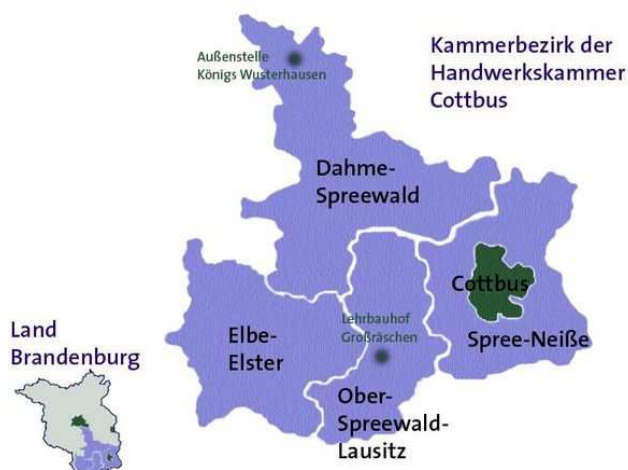 Außenstelle
Königs Wusterhausen
Kammerbezirk der
Handwerkskammer
Cottbus
Dahme-
Spreewald
Cottbus
Spree-Neiße
Lehrbauhof
Großräschen
Elbe-
Elster
Ober-
Spreewald-
Lausitz
Land
Brandenburg